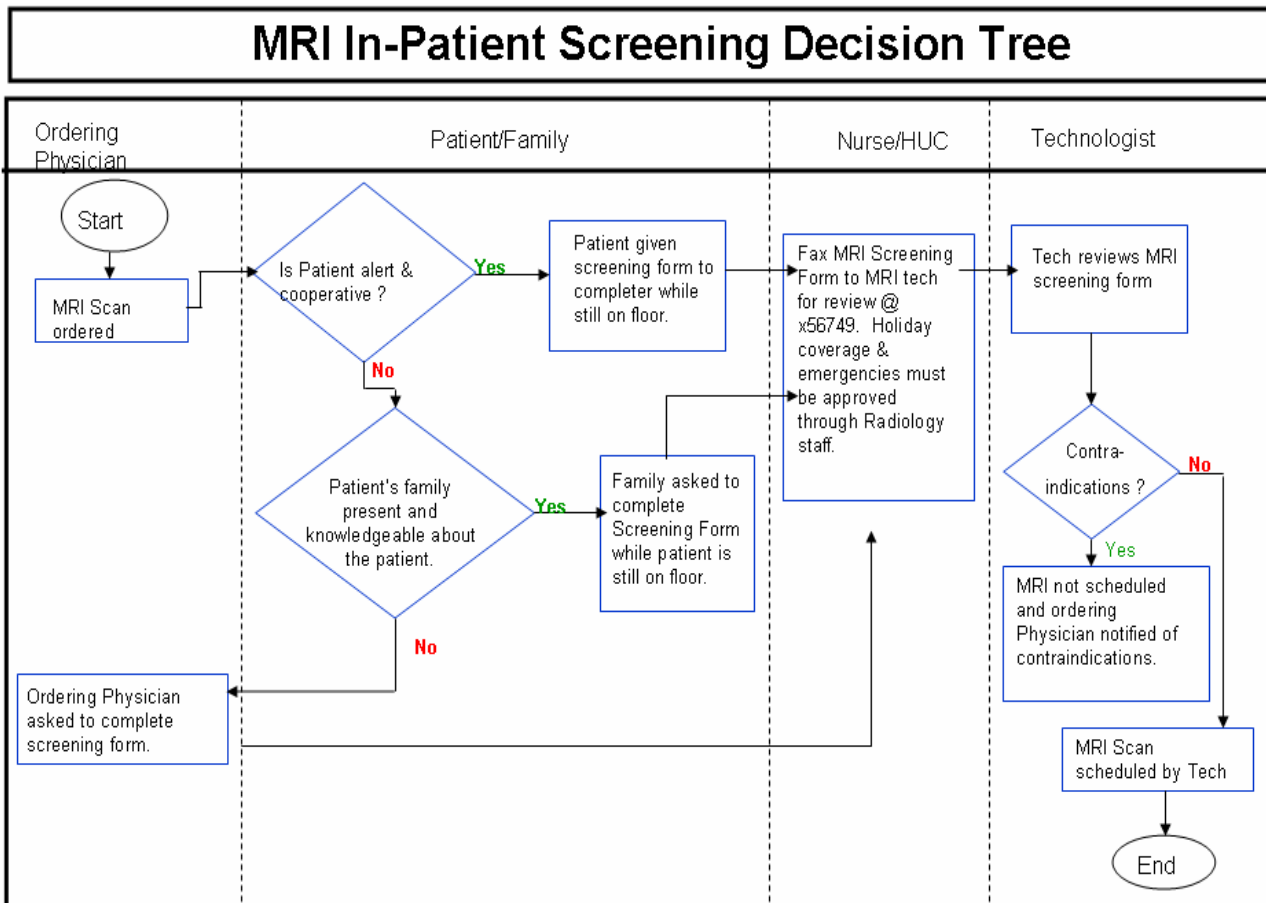 MRI In-Patient Screening Decision Tree
Ordering
Physician
Patient/Family
Nurse/HUC
Technologist
Start
MRI Scan
ordered
Is Patient alert &
cooperative ?
Yes
No
Patient given
screening form to
completer while
still on floor.
Patient's family
present and
knowledgeable about
the patient.
Yes
No
Family asked to
complete
Screening Form
while patient is
still on floor.
Ordering Physician
asked to complete
screening form.
Fax MRI Screening
Form to MRI tech
for review @
x56749. Holiday
coverage &
emergencies must
be approved
through Radiology
staff.
Tech reviews MRI
screening form
Contra-
indications ?
No
Yes
MRI not scheduled
and ordering
Physician notified of
contraindications.
MRI Scan
scheduled by Tech
End